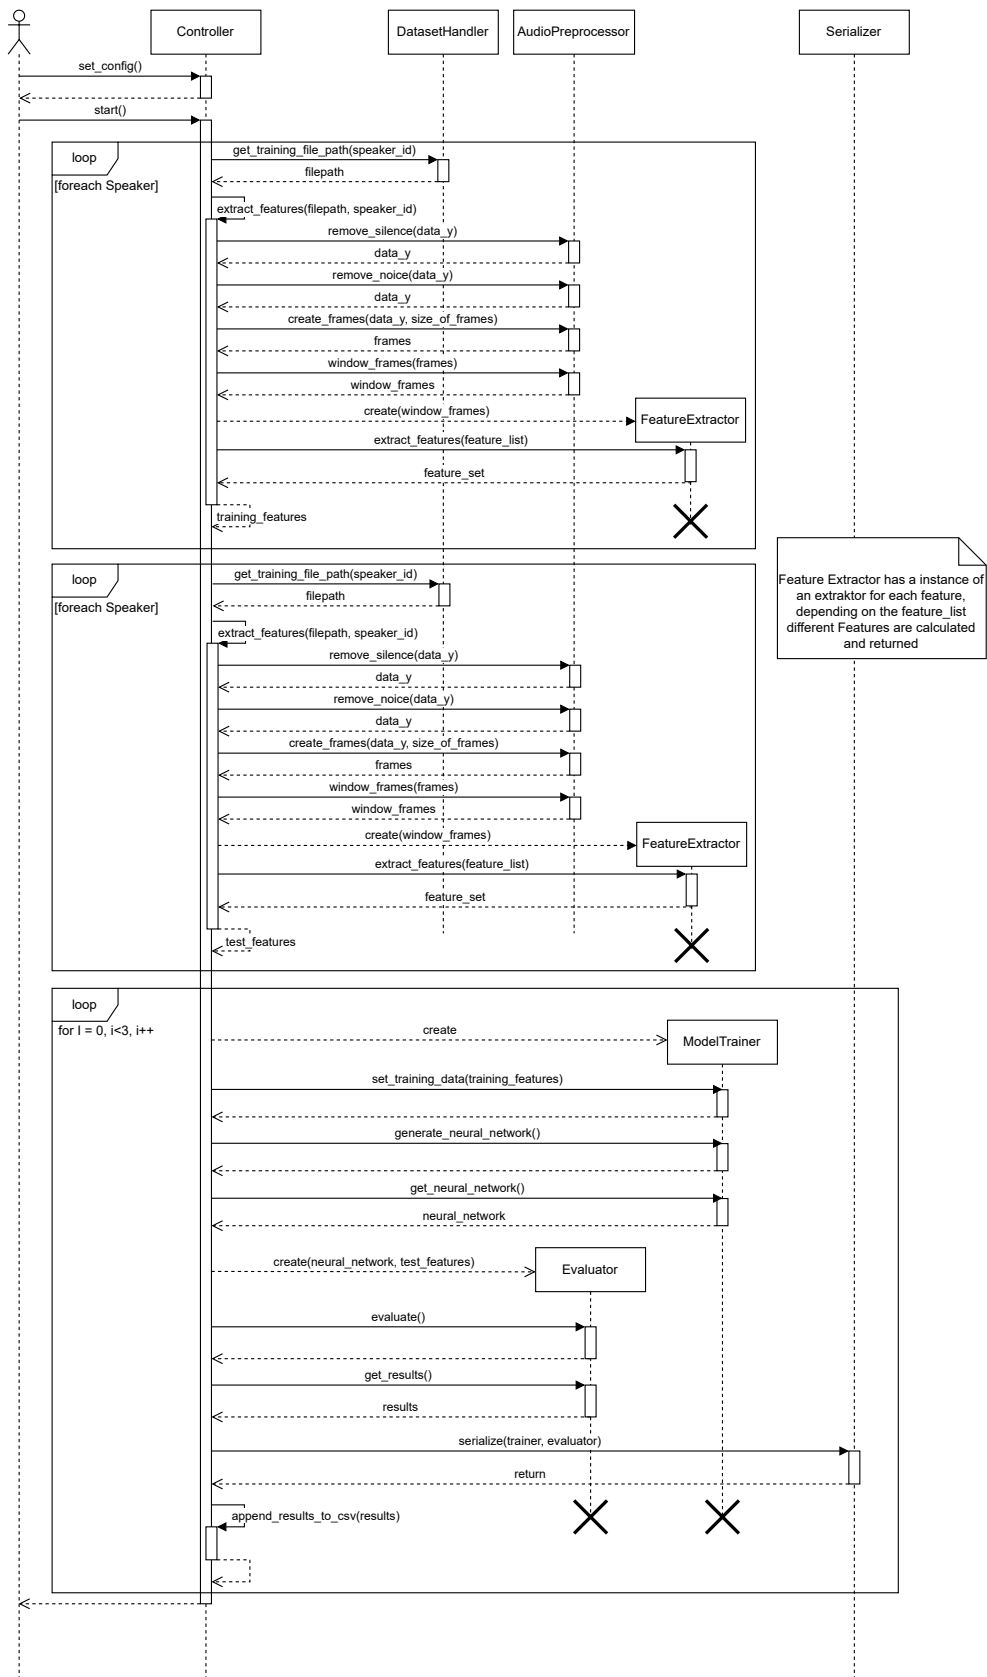 Controller
DatasetHandler
AudioPreprocessor
Serializer
set_config()
start()
loop
[foreach Speaker]
get_training_file_path(speaker_id)
filepath
extract_features(filepath, speaker_id)
remove_silence(data_y)
data_y
remove_noice(data_y)
data_y
create_frames(data_y, size_of_frames)
frames
window_frames(frames)
window_frames
create(window_frames)
FeatureExtractor
extract_features(feature_list)
feature_set
training_features
Feature Extractor has a instance of
an extraktor for each feature,
depending on the feature_list
different Features are calculated
and returned
loop
[foreach Speaker]
get_training_file_path(speaker_id)
filepath
extract_features(filepath, speaker_id)
remove_silence(data_y)
data_y
remove_noice(data_y)
data_y
create_frames(data_y, size_of_frames)
frames
window_frames(frames)
window_frames
create(window_frames)
FeatureExtractor
extract_features(feature_list)
feature_set
test_features
loop
for I = 0, i<3, i++
create
ModelTrainer
set_training_data(training_features)
generate_neural_network()
get_neural_network()
neural_network
create(neural_network, test_features)
Evaluator
evaluate()
get_results()
results
serialize(trainer, evaluator)
return
append_results_to_csv(results)